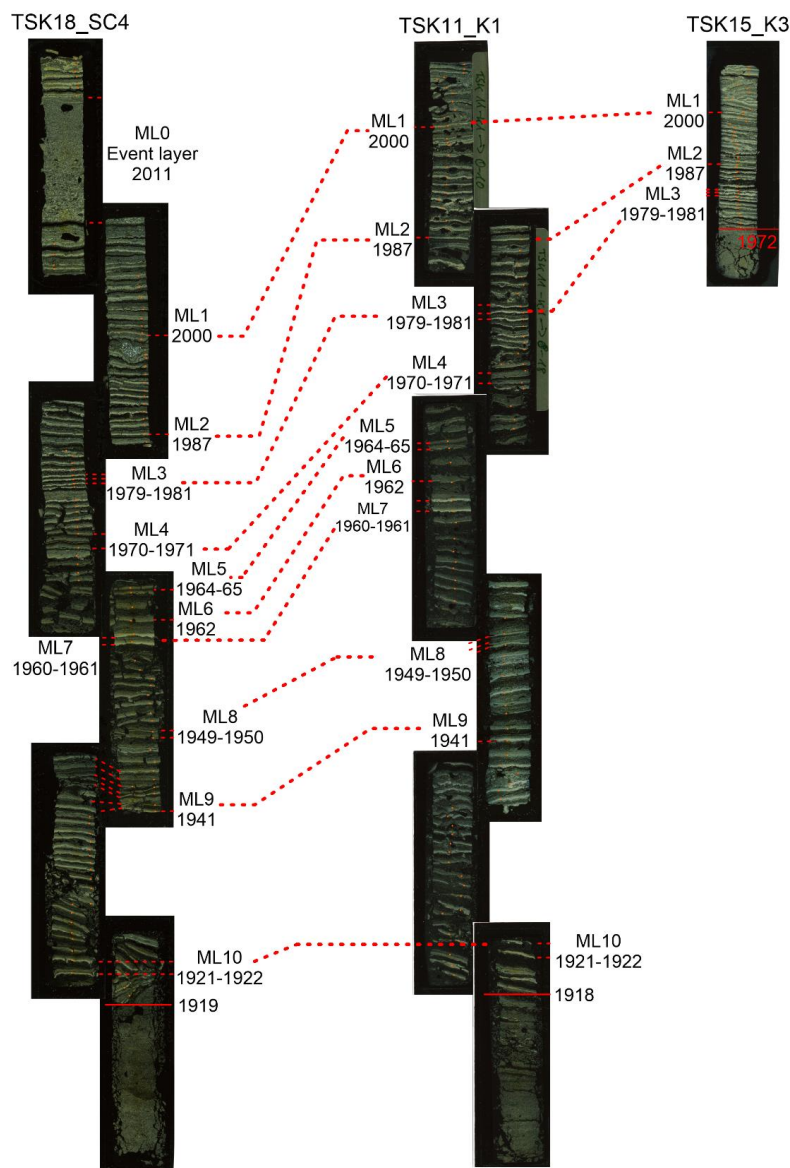 TSK18_SC4
TSK11_K1
TSK15_K3
ML0
Event layer
2011
ML1
2000
ML2
1987
ML3
1979-1981
ML4
1970-1971
ML5
1964-65
ML6
1962
ML7
1960-1961
ML8
1949-1950
ML9
1941
ML10
1921-1922
1919
ML1
2000
ML2
1987
ML3
1979-1981
ML4
1970-1971
ML5
1964-65
ML6
1962
ML7
1960-1961
ML8
1949-1950
ML9
1941
ML10
1921-1922
1918
ML1
2000
ML2
1987
ML3
1979-1981
1972